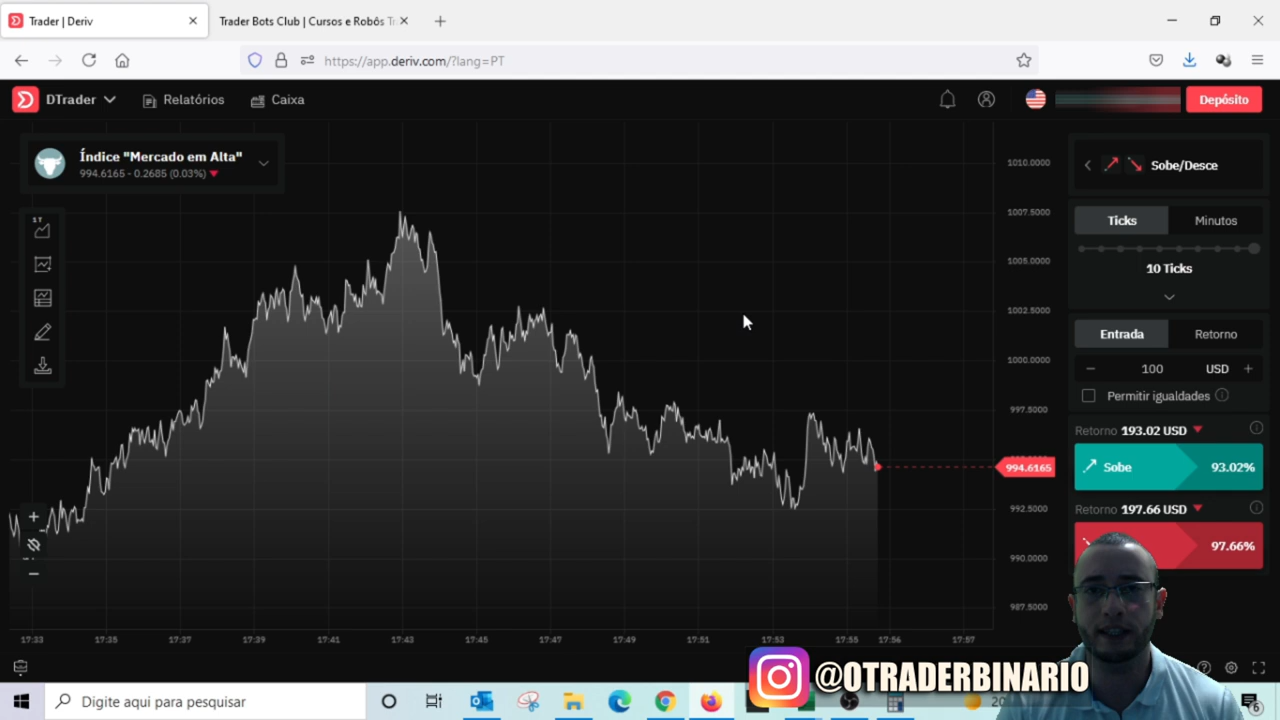 Trader | Deriv
Trader Bots Club | Cursos e Robôs T
https://app.deriv.com/?lang=PT
DTrader
Relatórios
Caixa
Depósito
Índice "Mercado em Alta"
994.6165 - 0.2685 (0.03%)
1T
1010.0000
1007.5000
1005.0000
1002.5000
1000.0000
997.5000
994.6165
992.5000
990.0000
987.5000
17:33 17:35 17:37 17:39 17:41 17:43 17:45 17:47 17:49 17:51 17:53 17:55 17:56 17:57
Sobe/Desce
Ticks Minutos
10 Ticks
Entrada Retorno
100 USD
Permitir igualdades
Retorno 193.02 USD
Sobe 93.02%
Retorno 197.66 USD
97.66%
@OTRADERBINARIO
Digite aqui para pesquisar
6